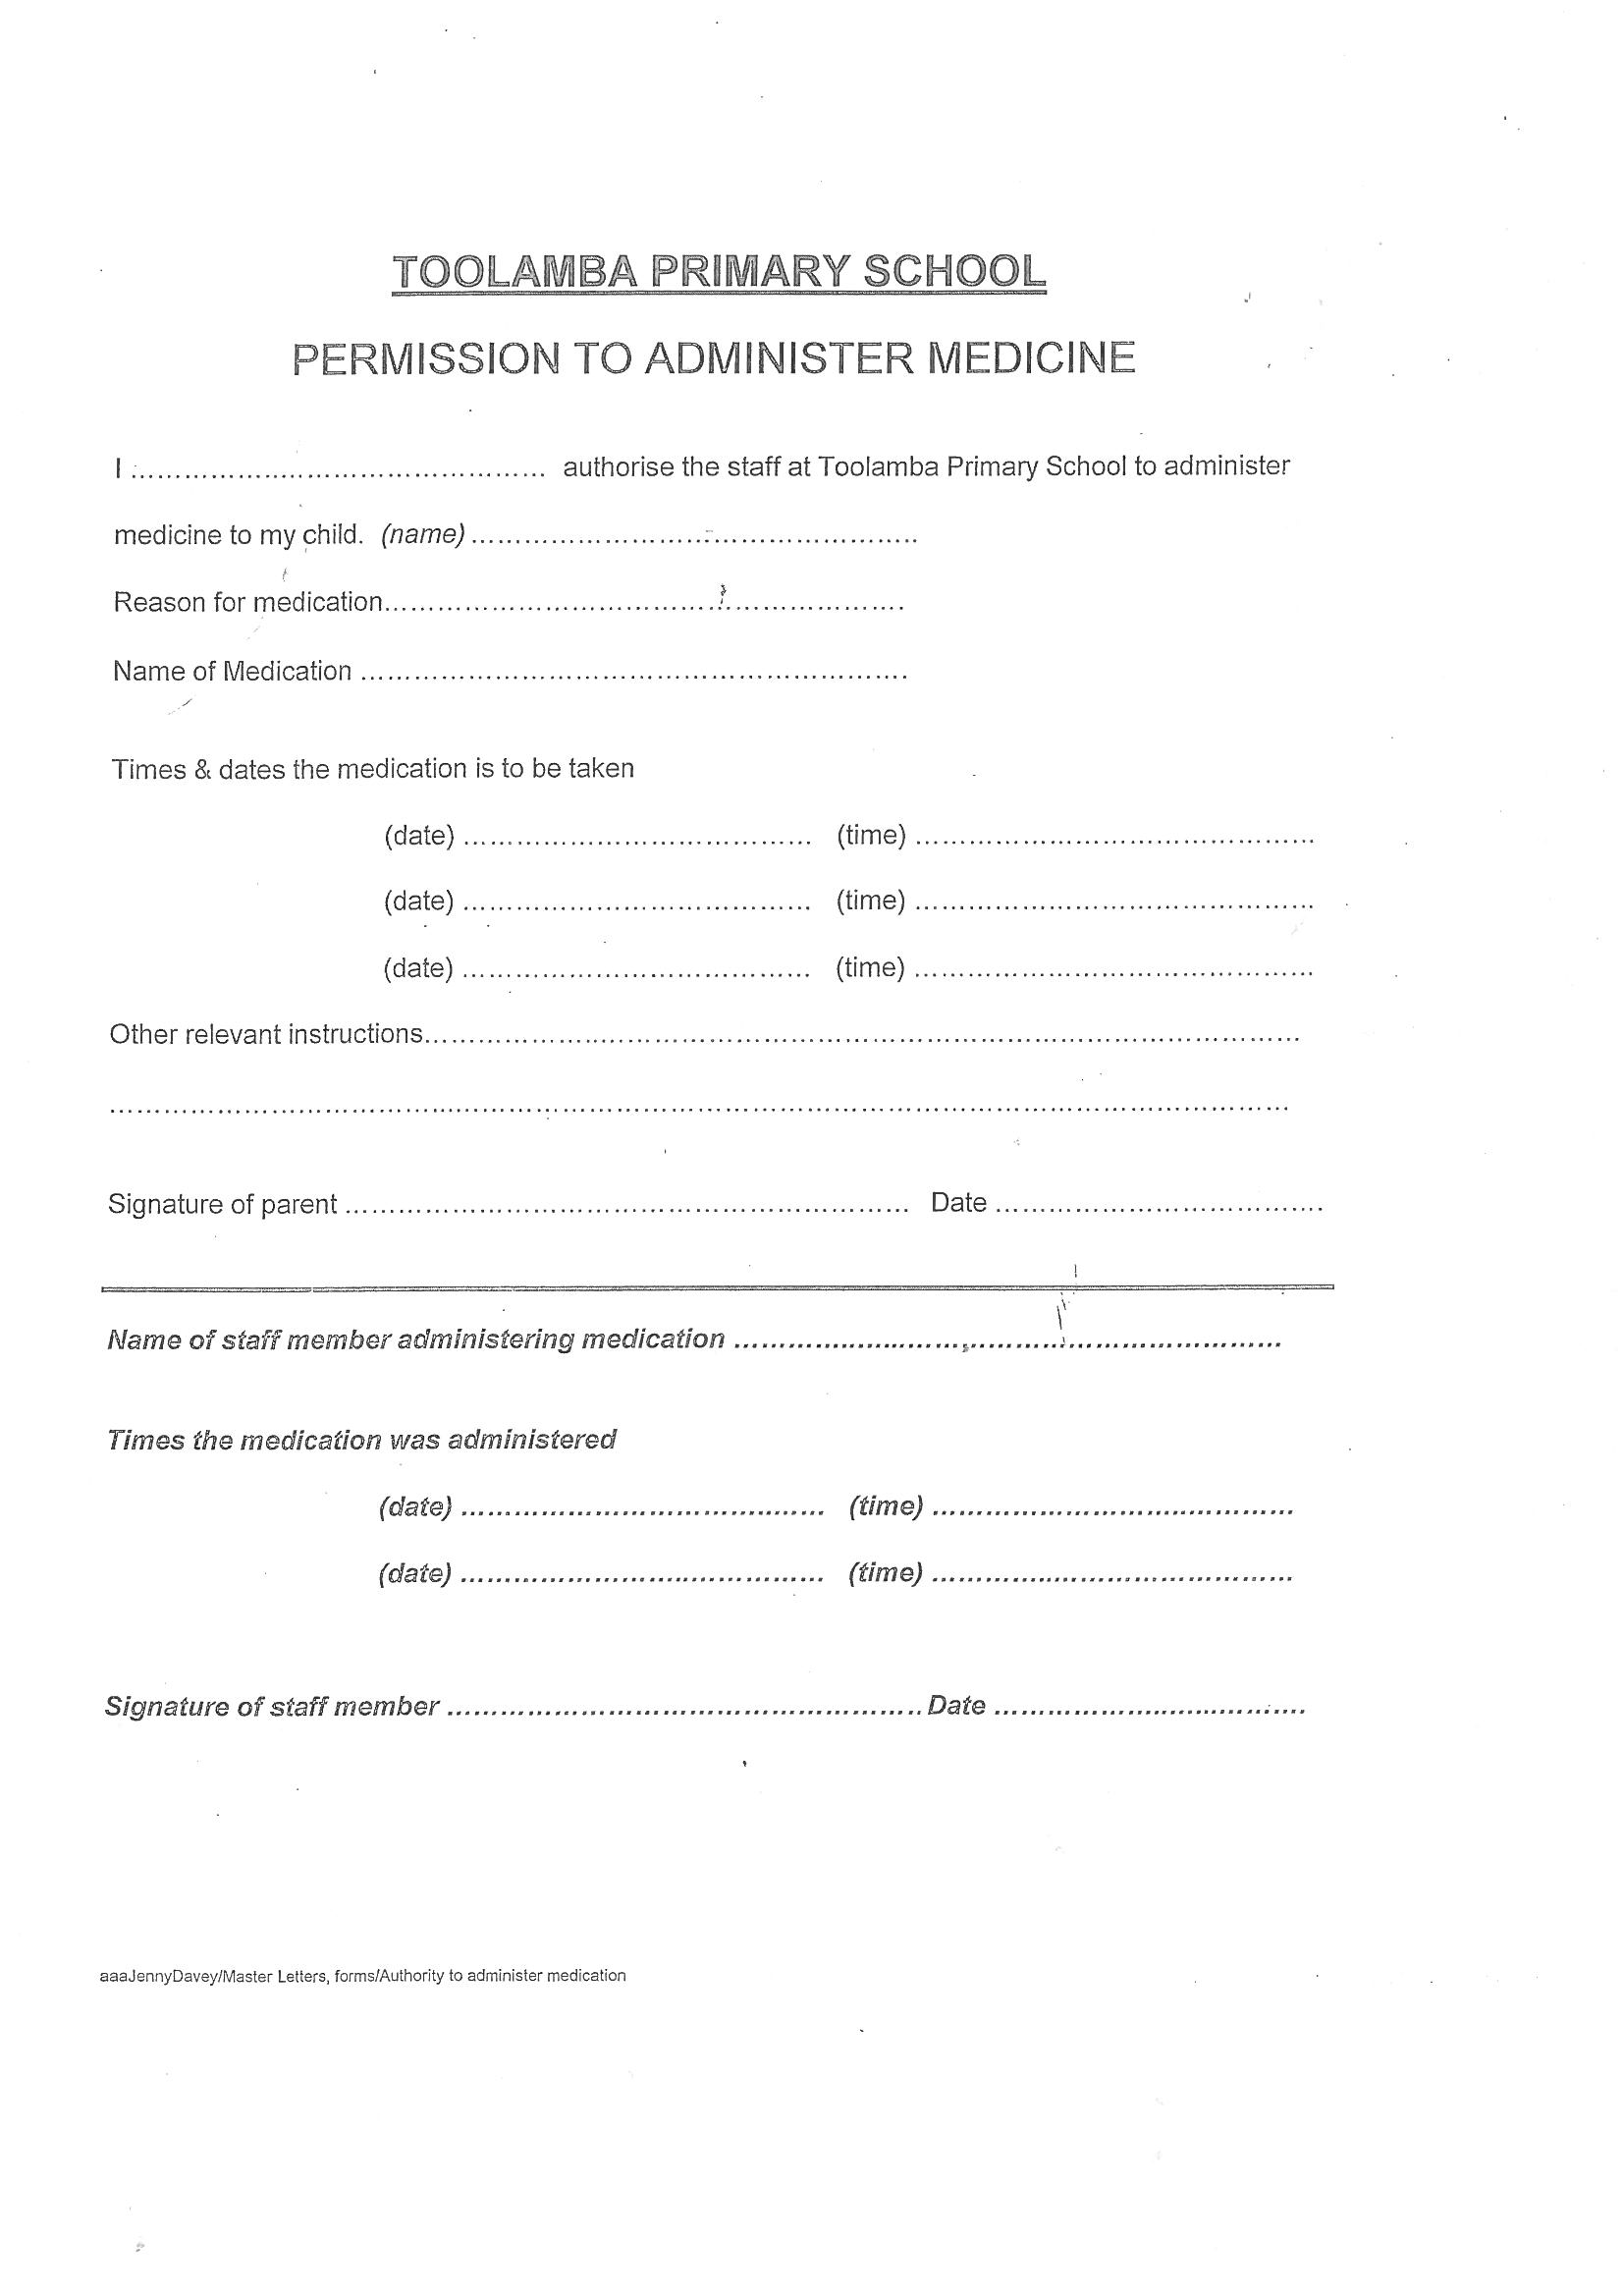 TOOLAMBA PRIMARY SCHOOL
PERMISSION TO ADMINISTER MEDICINE
I ............................................... authorise the staff at Toolamba Primary School to administer
medicine to my child. (name) ..................................................
Reason for medication..........................................................
Name of Medication .............................................................
Times & dates the medication is to be taken
(date) ....................................... (time) .............................................
(date) ....................................... (time) .............................................
(date) ....................................... (time) .............................................
Other relevant instructions..................................................................................................
....................................................................................................................................
Signature of parent ............................................................... Date .....................................
Name of staff member administering medication .............................................................
Times the medication was administered
(date) ......................................... (time) .........................................
(date) ......................................... (time) .........................................
Signature of staff member ..................................................... Date ...................................
aaaJennyDavey/Master Letters, forms/Authority to administer medication